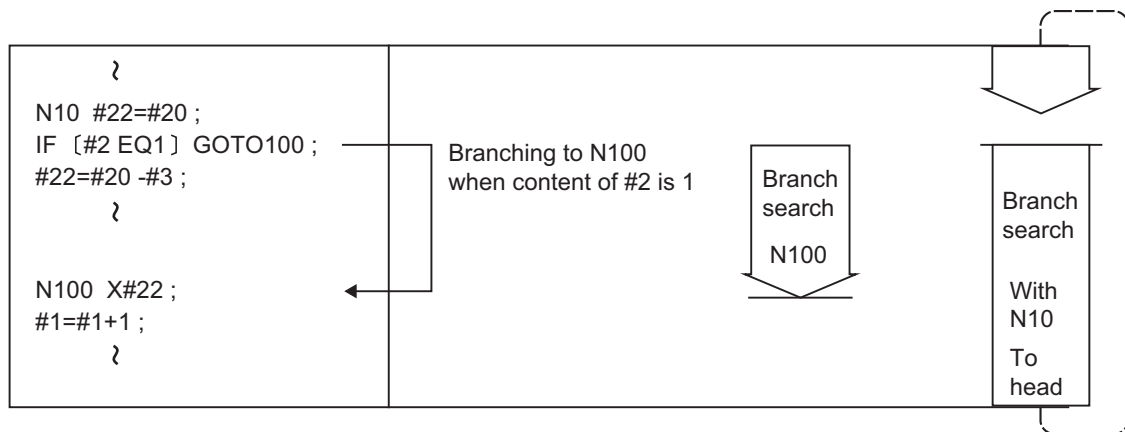 ~
N10 #22=#20 ;
IF〔#2 EQ1〕GOTO100 ;
#22=#20 -#3 ;
~
N100 X#22 ;
#1=#1+1 ;
~
Branching to N100
when content of #2 is 1
Branch
search
N100
Branch
search
With
N10
To
head